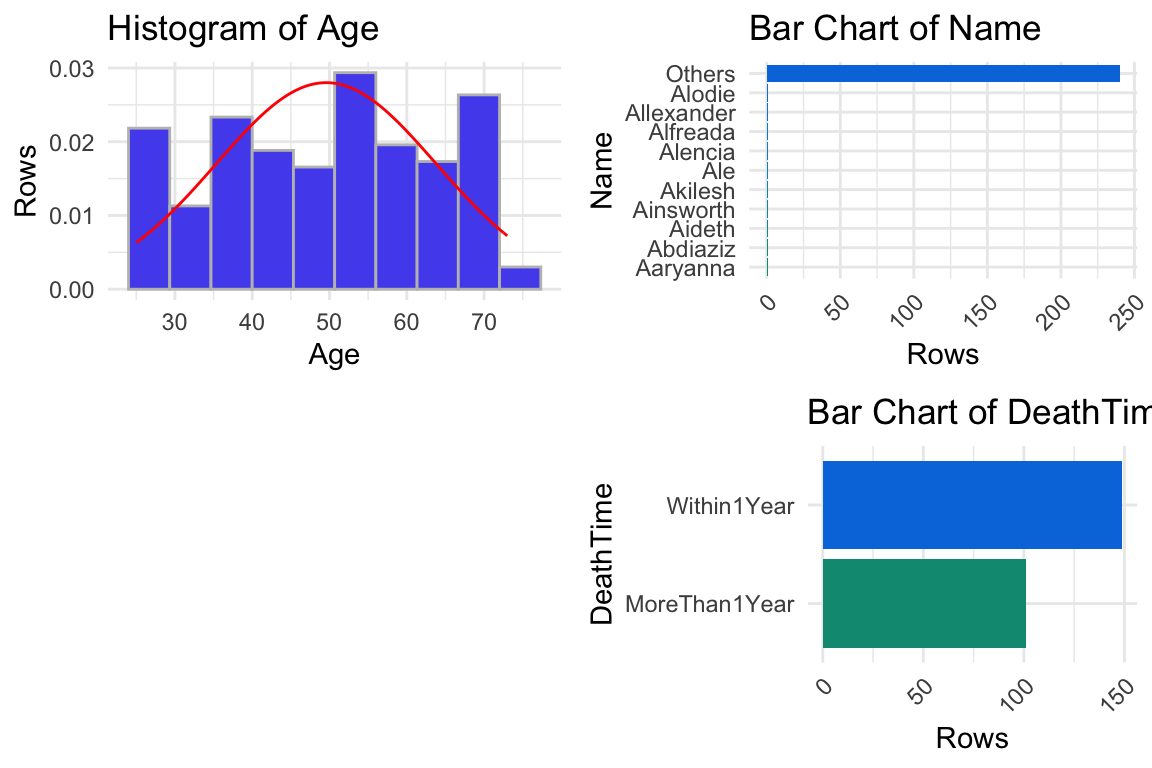 Histogram of Age
Rows
0.03
0.02
0.01
0.00
30 40 50 60 70
Age
Bar Chart of Name
Name
Others
Alodie
Allexander
Alfreada
Alencia
Ale
Akilesh
Ainsworth
Aideth
Abdiaziz
Aaryanna
0 50 100 150 200 250
Rows
Bar Chart of DeathTim
DeathTime
Within1Year
MoreThan1Year
0 50 100 150
Rows